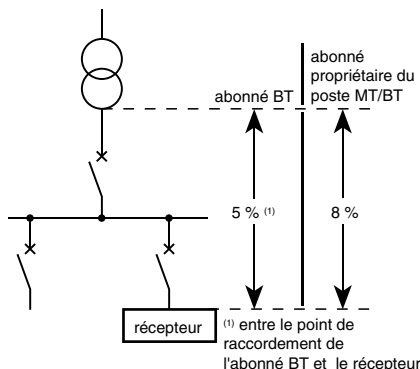 abonné
propriétaire du
poste MT/BT
abonné BT
5 % (1)
8 %
récepteur
(1) entre le point de
raccordement de
l'abonné BT et le récepteur